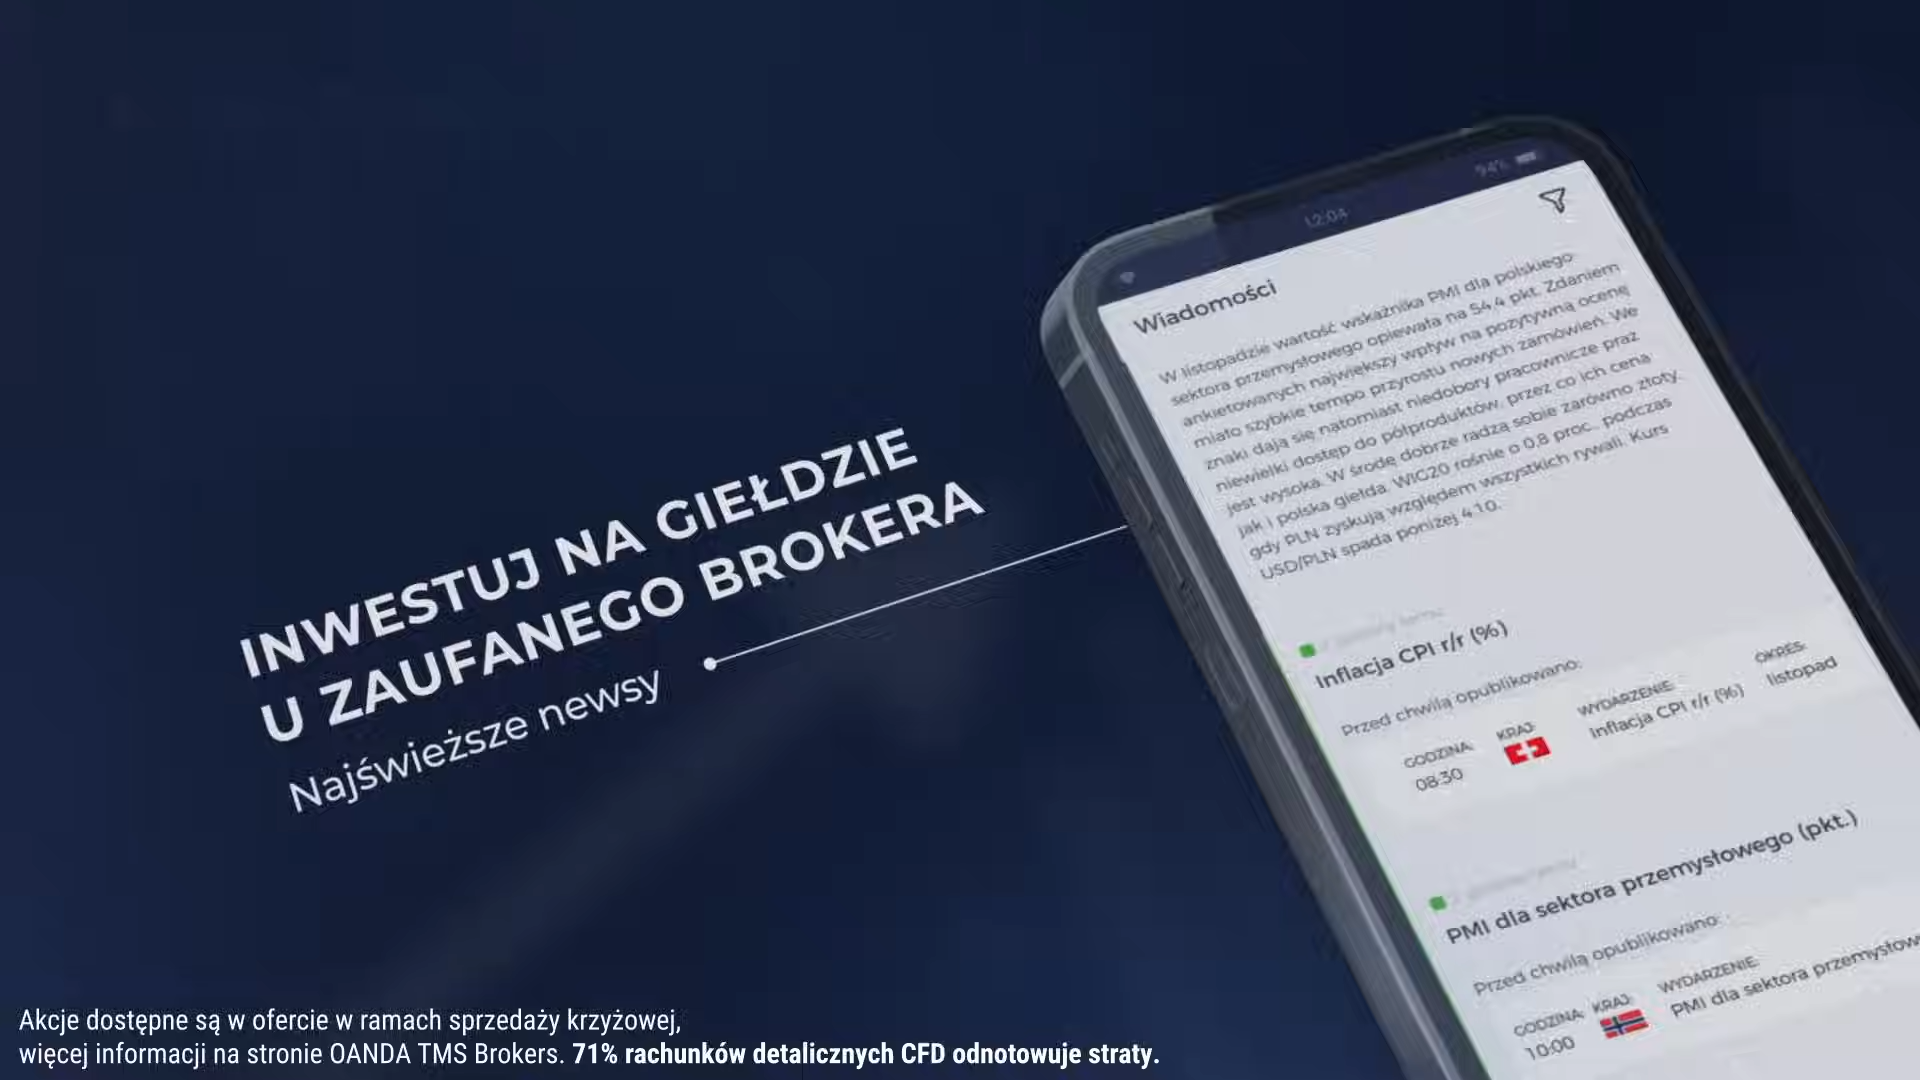 INWESTUJ NA GIEŁDZIE
U ZAUFANEGO BROKERA
Najświeższe newsy
94%
12:04
Wiadomości
W listopadzie wartość wskaźnika PMI dla polskiego
sektora przemysłowego opiewała na 54.4 pkt. Zdaniem
ankietowanych największy wpływ na pozytywną ocenę
miało szybkie tempo przyrostu nowych zamówień. We
znaki dają się natomiast niedobory pracownicze praz
niewielki dostęp do półproduktów, przez co ich cena
jest wysoka. W środę dobrze radzą sobie zarówno złoty,
jak i polska giełda. WIG20 rośnie o 0.8 proc., podczas
gdy PLN zyskują względem wszystkich rywali. Kurs
USD/PLN spada poniżej 4.10.
Inflacja CPI r/r (%)
Przed chwilą opublikowano:
GODZINA: KRAJ: WYDARZENIE: OKRES:
08:30 Inflacja CPI r/r (%) listopad
PMI dla sektora przemysłowego (pkt.)
Przed chwilą opublikowano:
GODZINA: KRAJ: WYDARZENIE:
10:00 PMI dla sektora
Akcje dostępne są w ofercie w ramach sprzedaży krzyżowej,
więcej informacji na stronie OANDA TMS Brokers. 71% rachunków detalicznych CFD odnotowuje straty.